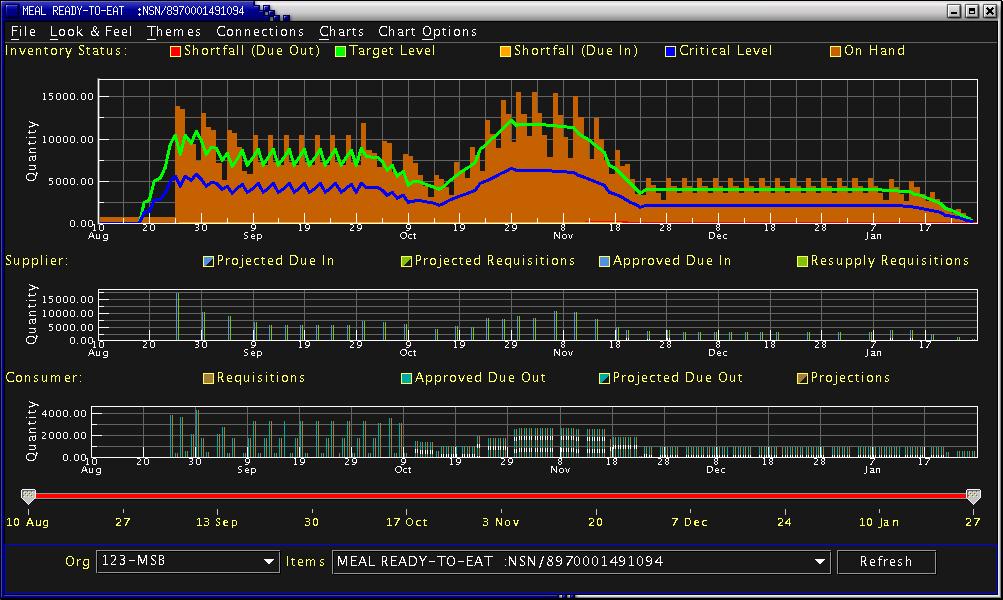 MEAL READY-TO-EAT :NSN/8970001491094
File Look & Feel Themes Connections Charts Chart Options
Inventory Status: Shortfall (Due Out) Target Level Shortfall (Due In) Critical Level On Hand
Quantity
15000.00
10000.00
5000.00
0.00
10 20 30 9 19 29 9 19 29 8 18 28 8 18 28 7 17
Aug Sep Oct Nov Dec Jan
Supplier: Projected Due In Projected Requisitions Approved Due In Resupply Requisitions
Quantity
15000.00
10000.00
5000.00
0.00
10 20 30 9 19 29 9 19 29 8 18 28 8 18 28 7 17
Aug Sep Oct Nov Dec Jan
Consumer: Requisitions Approved Due Out Projected Due Out Projections
Quantity
4000.00
2000.00
0.00
10 20 30 9 19 29 9 19 29 8 18 28 8 18 28 7 17
Aug Sep Oct Nov Dec Jan
10 Aug 27 13 Sep 30 17 Oct 3 Nov 20 7 Dec 24 10 Jan 27
Org 123-MSB Items MEAL READY-TO-EAT :NSN/8970001491094 Refresh